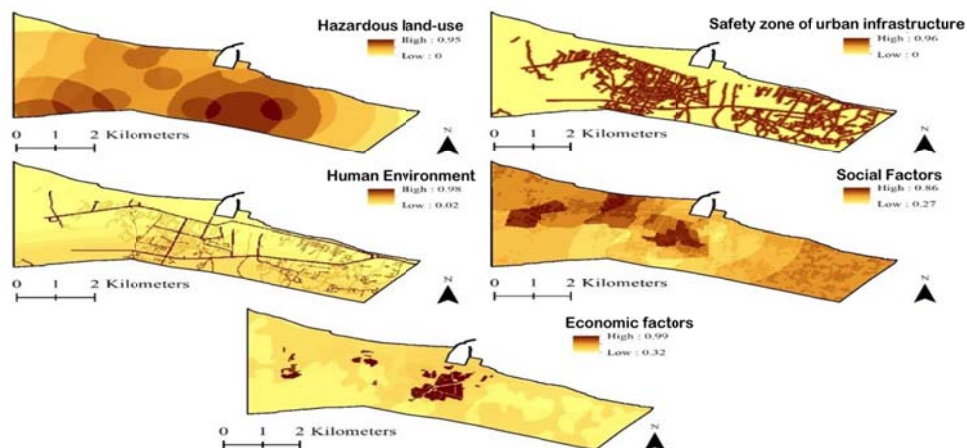 Hazardous land-use
High : 0.95
Low : 0
0 1 2 Kilometers
N
Safety zone of urban infrastructure
High : 0.96
Low : 0
0 1 2 Kilometers
N
Human Environment
High : 0.98
Low : 0.02
0 1 2 Kilometers
N
Social Factors
High : 0.86
Low : 0.27
0 1 2 Kilometers
N
Economic factors
High : 0.99
Low : 0.32
0 1 2 Kilometers
N